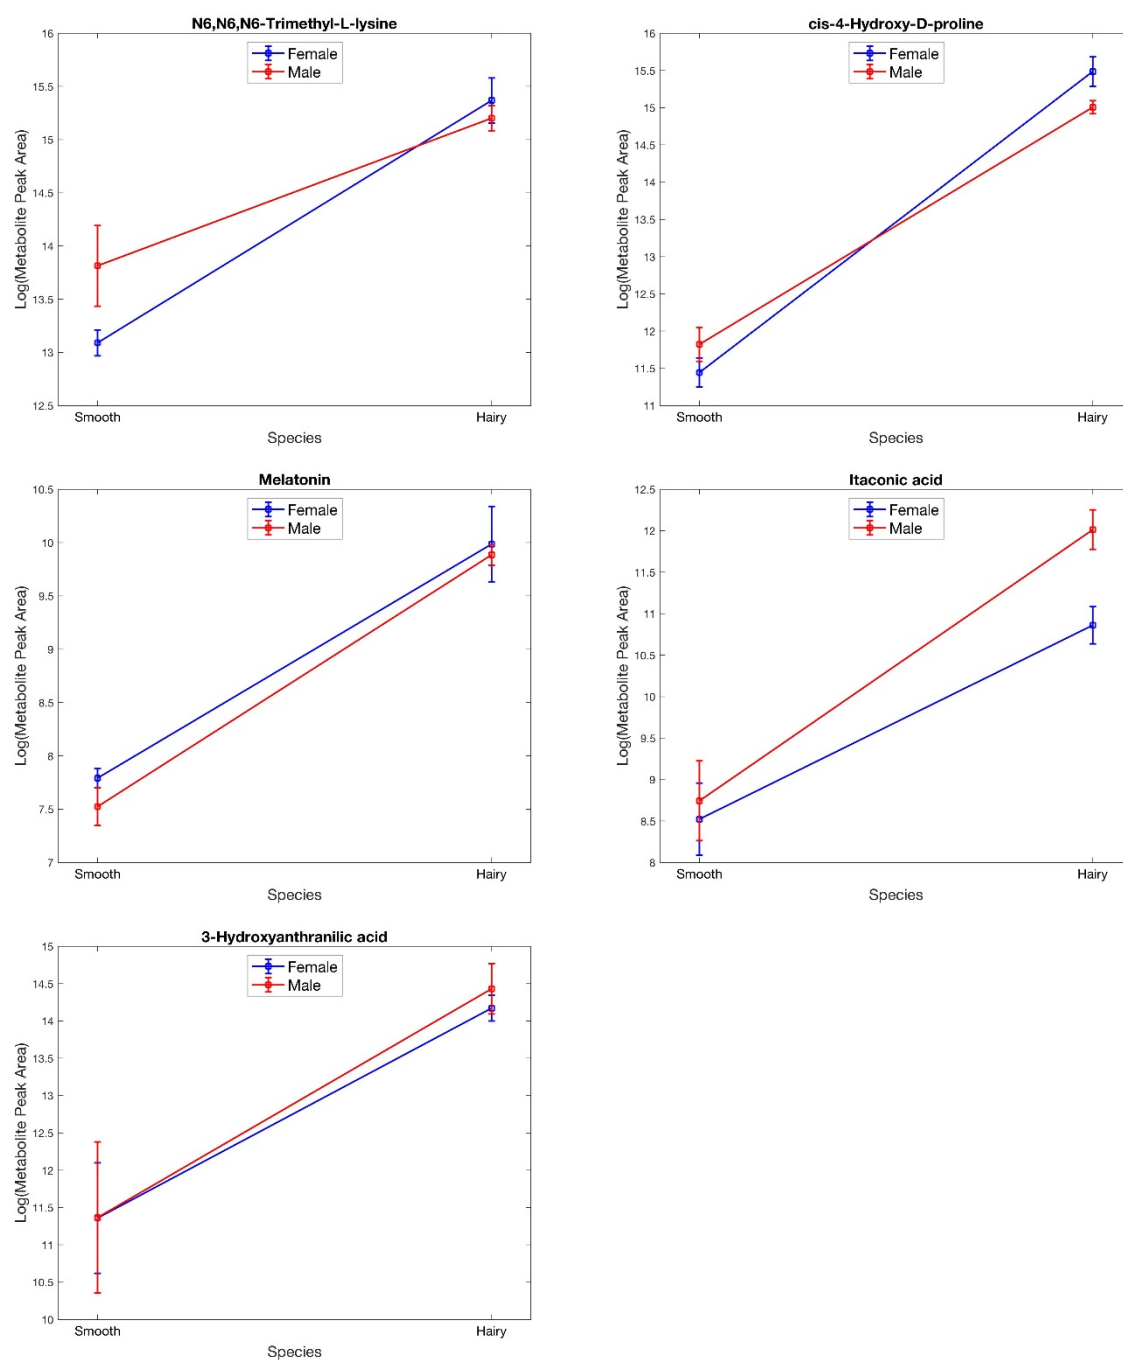 N6,N6,N6-Trimethyl-L-lysine
16
15.5
15
14.5
14
13.5
13
12.5
Log(Metabolite Peak Area)
Female
Male
Smooth
Hairy
Species
cis-4-Hydroxy-D-proline
16
15.5
15
14.5
14
13.5
13
12.5
12
11.5
11
Log(Metabolite Peak Area)
Female
Male
Smooth
Hairy
Species
Melatonin
10.5
10
9.5
9
8.5
8
7.5
7
Log(Metabolite Peak Area)
Female
Male
Smooth
Hairy
Species
Itaconic acid
12.5
12
11.5
11
10.5
10
9.5
9
8.5
8
Log(Metabolite Peak Area)
Female
Male
Smooth
Hairy
Species
3-Hydroxyanthranilic acid
15
14.5
14
13.5
13
12.5
12
11.5
11
10.5
10
Log(Metabolite Peak Area)
Female
Male
Smooth
Hairy
Species